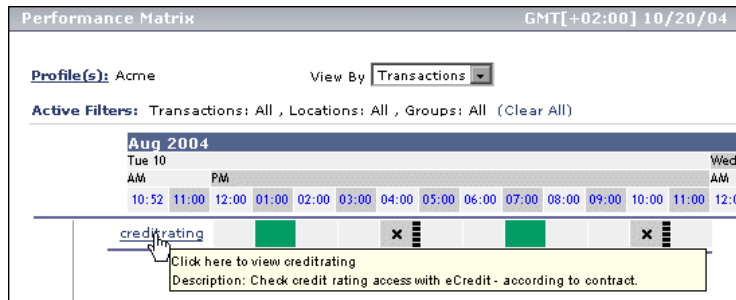 Performance Matrix GMT[+02:00] 10/20/04
Profile(s): Acme View By Transactions
Active Filters: Transactions: All , Locations: All , Groups: All (Clear All)
Aug 2004
Tue 10 Wed
AM PM AM
10:52 11:00 12:00 01:00 02:00 03:00 04:00 05:00 06:00 07:00 08:00 09:00 10:00 11:00 12:0
creditrating × ×
Click here to view creditrating
Description: Check credit rating access with eCredit - according to contract.